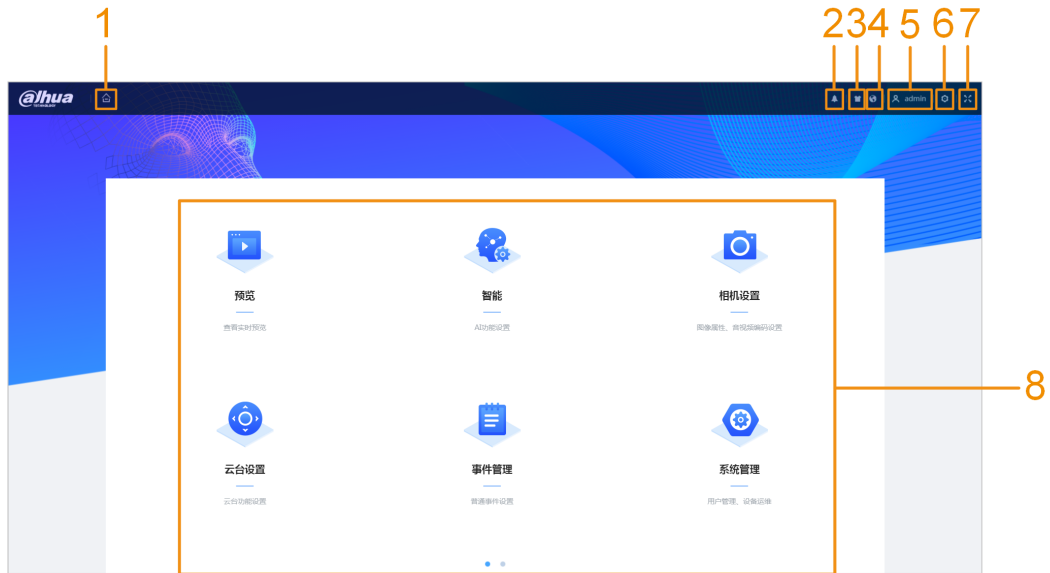 1
2 3 4 5 6 7
alhua
TECHNOLOGY
admin
预览
智能
相机设置
查看实时预览
AI功能设置
图像属性、音视频编码设置
8
云台设置
事件管理
系统管理
云台功能设置
普通事件设置
用户管理、设备运维